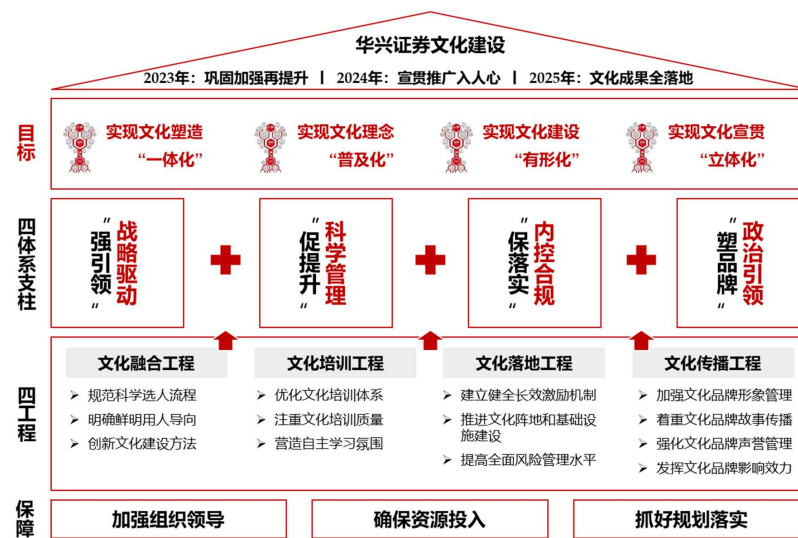 华兴证券文化建设
2023年：巩固加强再提升 | 2024年：宣贯推广入人心 | 2025年：文化成果全落地
目标
实现文化塑造
“一体化”
实现文化理念
“普及化”
实现文化建设
“有形化”
实现文化宣贯
“立体化”
四体系支柱
战略驱动
“强引领”
科学管理
“促提升”
内控合规
“保落实”
政治引领
“塑品牌”
四工程
文化融合工程
规范科学选人流程
明确鲜明用人导向
创新文化建设方法
文化培训工程
优化文化培训体系
注重文化培训质量
营造自主学习氛围
文化落地工程
建立健全长效激励机制
推进文化阵地和基础设
施建设
提高全面风险管理水平
文化传播工程
加强文化品牌形象管理
着重文化品牌故事传播
强化文化品牌声誉管理
发挥文化品牌影响效力
保障
加强组织领导
确保资源投入
抓好规划落实